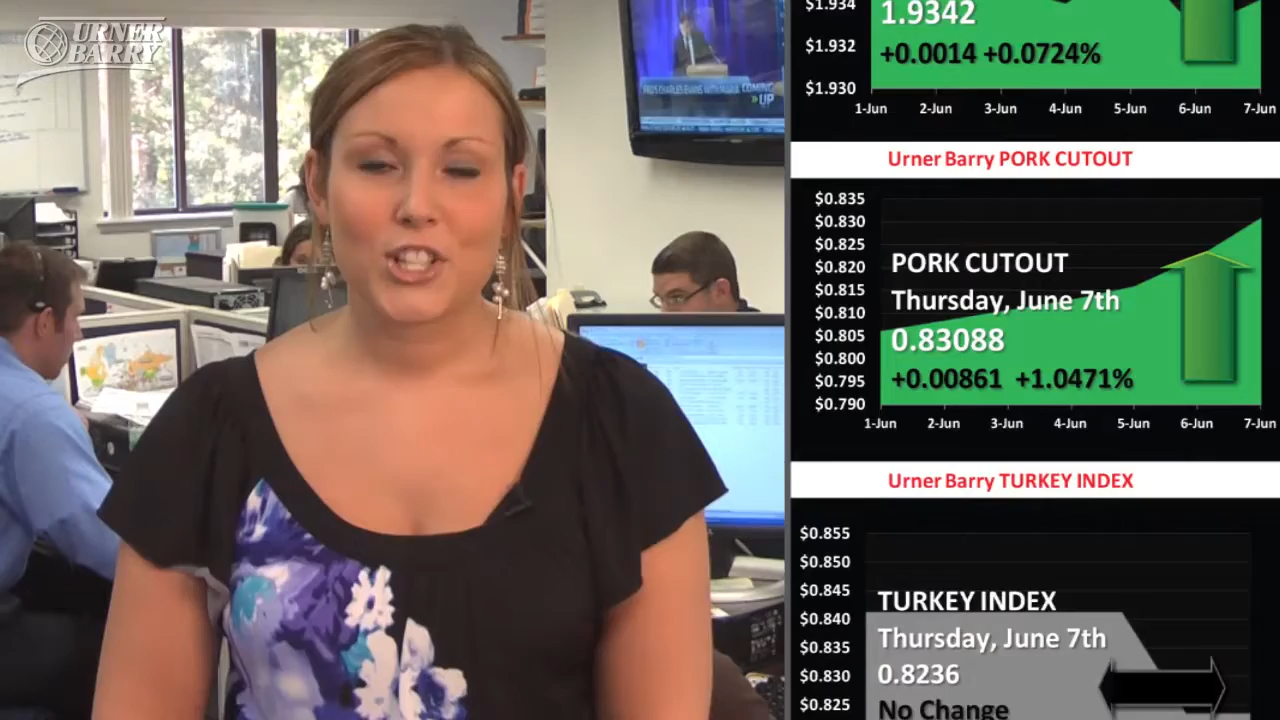 URNER
BARRY
COMING
UP
$1.934
$1.932
$1.930
1.9342
+0.0014 +0.0724%
1-Jun 2-Jun 3-Jun 4-Jun 5-Jun 6-Jun 7-Jun
Urner Barry PORK CUTOUT
$0.835
$0.830
$0.825
$0.820
$0.815
$0.810
$0.805
$0.800
$0.795
$0.790
PORK CUTOUT
Thursday, June 7th
0.83088
+0.00861 +1.0471%
1-Jun 2-Jun 3-Jun 4-Jun 5-Jun 6-Jun 7-Jun
Urner Barry TURKEY INDEX
$0.855
$0.850
$0.845
$0.840
$0.835
$0.830
$0.825
TURKEY INDEX
Thursday, June 7th
0.8236
No Change